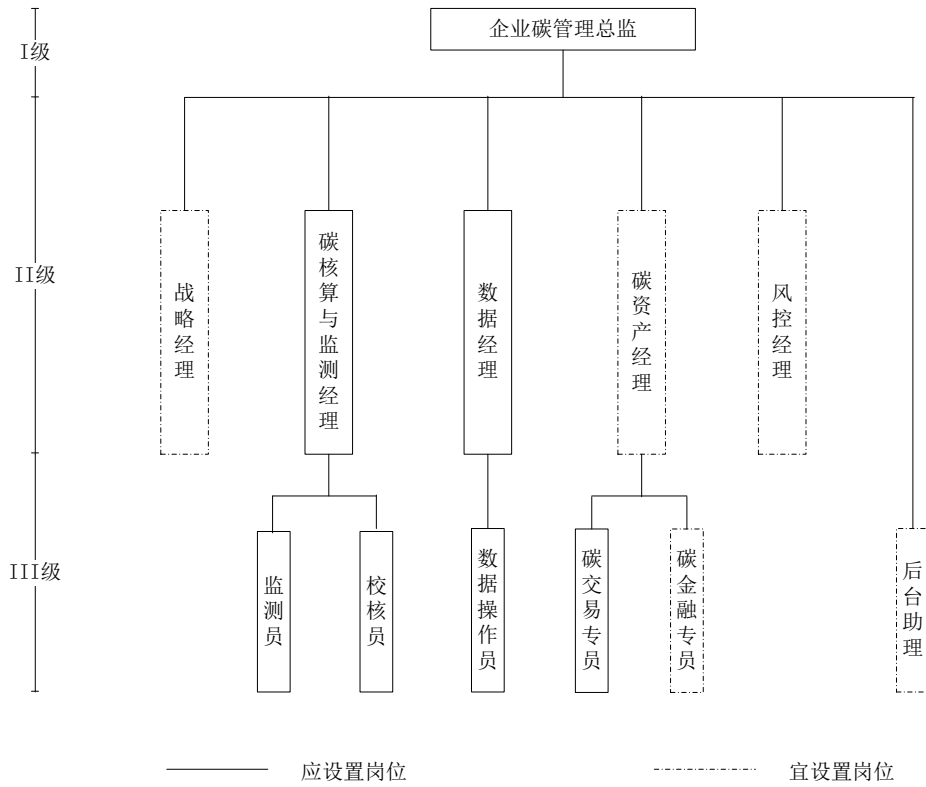 企业碳管理总监
I级
II级
战略经理
碳核算与监测经理
数据经理
碳资产经理
风控经理
III级
监测员
校核员
数据操作员
碳交易专员
碳金融专员
后台助理
应设置岗位
宜设置岗位